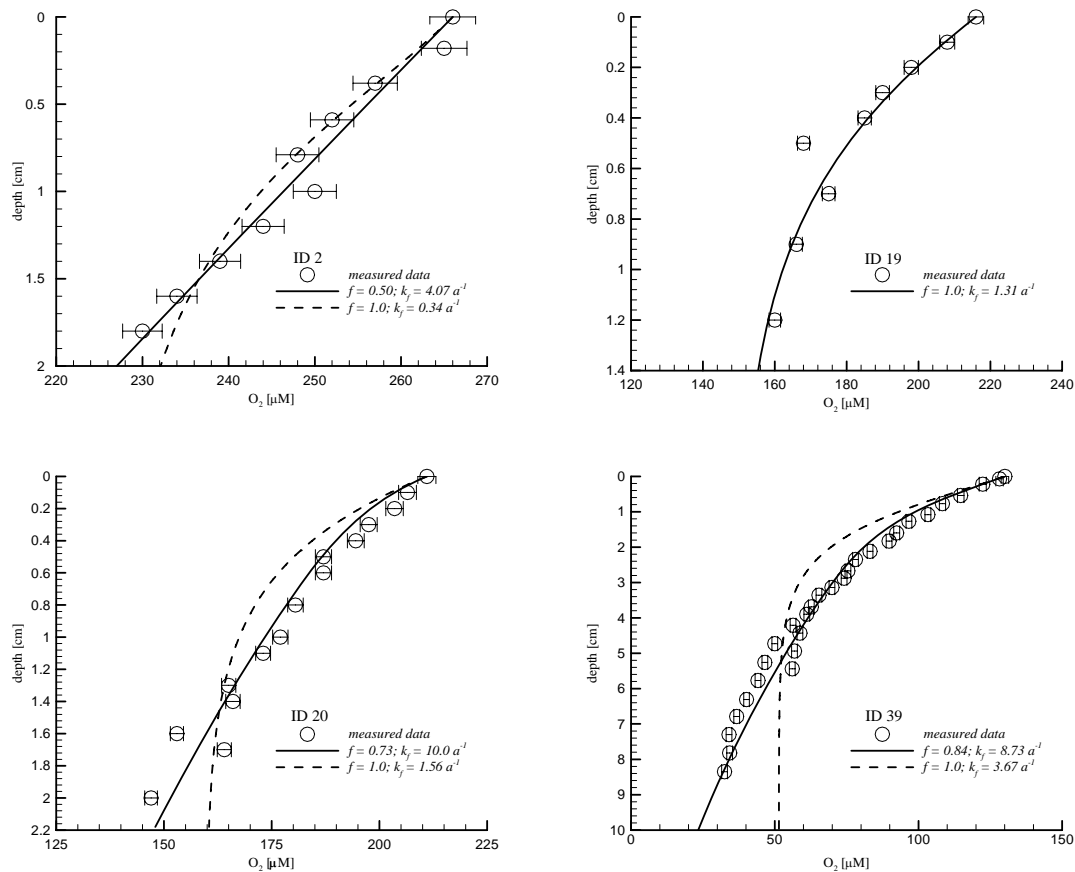 0
0.5
1
1.5
2
depth [cm]
220 230 240 250 260 270
O2 [µM]
ID 2
measured data
f = 0.50; kf = 4.07 a-1
f = 1.0; kf = 0.34 a-1
0
0.2
0.4
0.6
0.8
1
1.2
1.4
depth [cm]
120 140 160 180 200 220 240
O2 [µM]
ID 19
measured data
f = 1.0; kf = 1.31 a-1
0
0.2
0.4
0.6
0.8
1
1.2
1.4
1.6
1.8
2
2.2
depth [cm]
125 150 175 200 225
O2 [µM]
ID 20
measured data
f = 0.73; kf = 10.0 a-1
f = 1.0; kf = 1.56 a-1
0
1
2
3
4
5
6
7
8
9
10
depth [cm]
0 50 100 150
O2 [µM]
ID 39
measured data
f = 0.84; kf = 8.73 a-1
f = 1.0; kf = 3.67 a-1